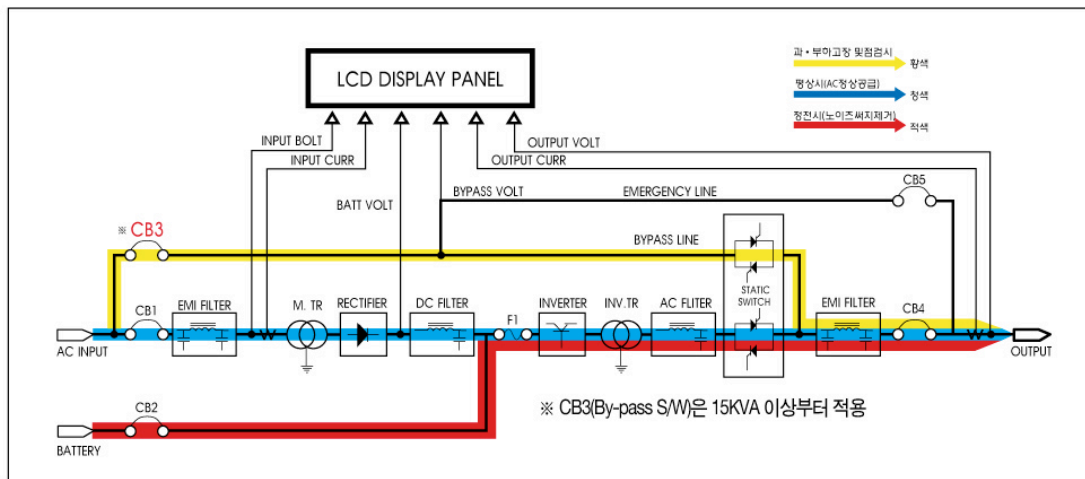 과·부하고장 및점검시
황색
LCD DISPLAY PANEL
평상시(AC정상공급)
청색
정전시(노이즈써지제거)
적색
INPUT BOLT
OUTPUT VOLT
INPUT CURR
OUTPUT CURR
CB5
BATT VOLT
BYPASS VOLT
EMERGENCY LINE
※ CB3
BYPASS LINE
CB1
EMI FILTER
M. TR
RECTIFIER
DC FILTER
F1
INVERTER
INV.TR
AC FLITER
STATIC
SWITCH
EMI FILTER
CB4
AC INPUT
OUTPUT
CB2
※ CB3(By-pass S/W)은 15KVA 이상부터 적용
BATTERY